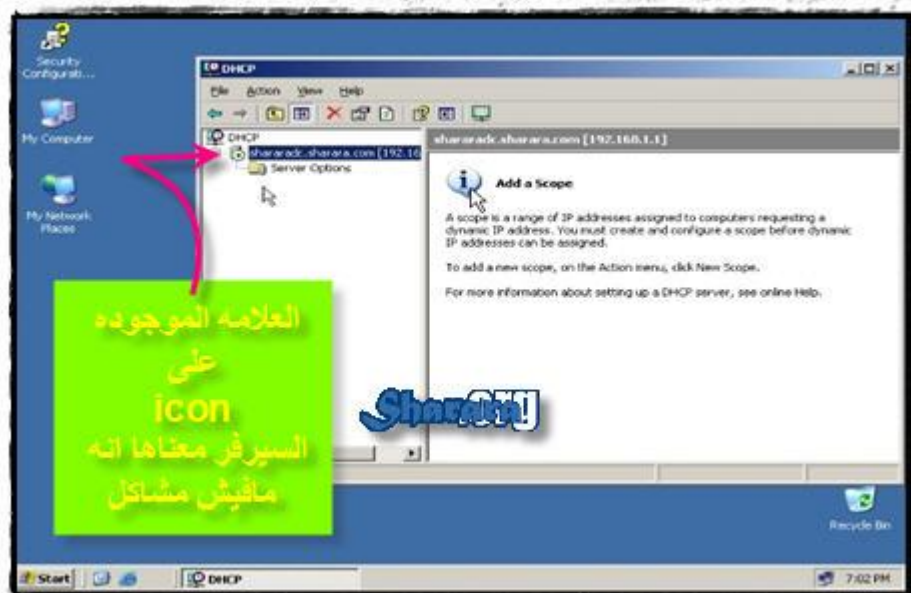 Security
Configurati...
My Computer
My Network
Places
DHCP
File Action View Help
DHCP
shararadc.sharara.com [192.16
Server Options
shararadc.sharara.com [192.168.1.1]
Add a Scope
A scope is a range of IP addresses assigned to computers requesting a
dynamic IP address. You must create and configure a scope before dynamic
IP addresses can be assigned.
To add a new scope, on the Action menu, click New Scope.
For more information about setting up a DHCP server, see online Help.
العلامه الموجوده
على
icon
السيرفر معناها انه
مافيش مشاكل
Sharara
org
Recycle Bin
Start
DHCP
7:02 PM